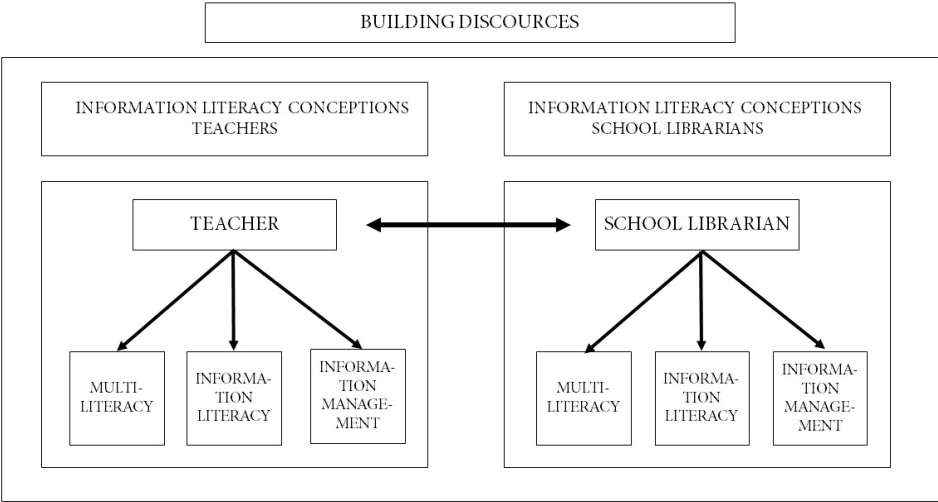 BUILDING DISCOURCES
INFORMATION LITERACY CONCEPTIONS
TEACHERS
INFORMATION LITERACY CONCEPTIONS
SCHOOL LIBRARIANS
TEACHER
SCHOOL LIBRARIAN
MULTI-
LITERACY
INFORMA-
TION
LITERACY
INFORMA-
TION
MANAGE-
MENT
MULTI-
LITERACY
INFORMA-
TION
LITERACY
INFORMA-
TION
MANAGE-
MENT